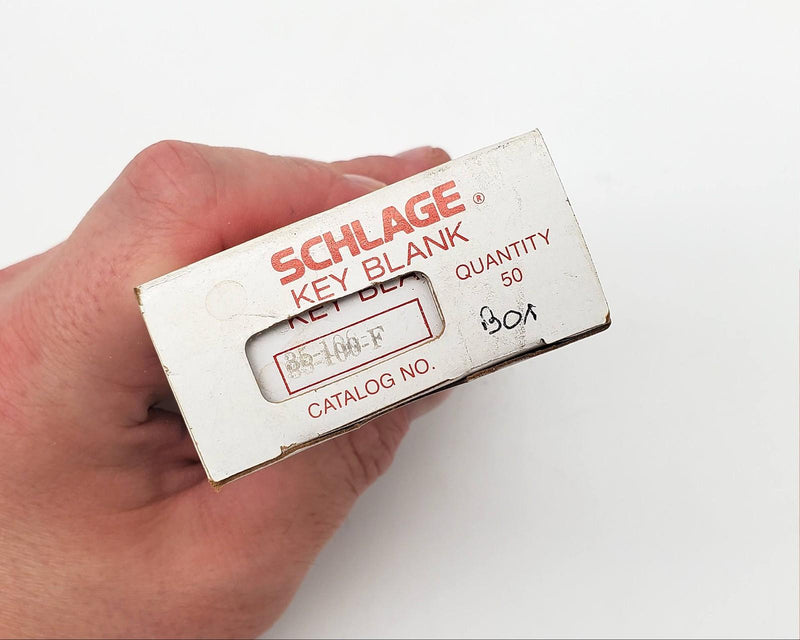 SCHLAGE®
KEY BLANK
KEY BLA
35-100-F
CATALOG NO.
QUANTITY
50